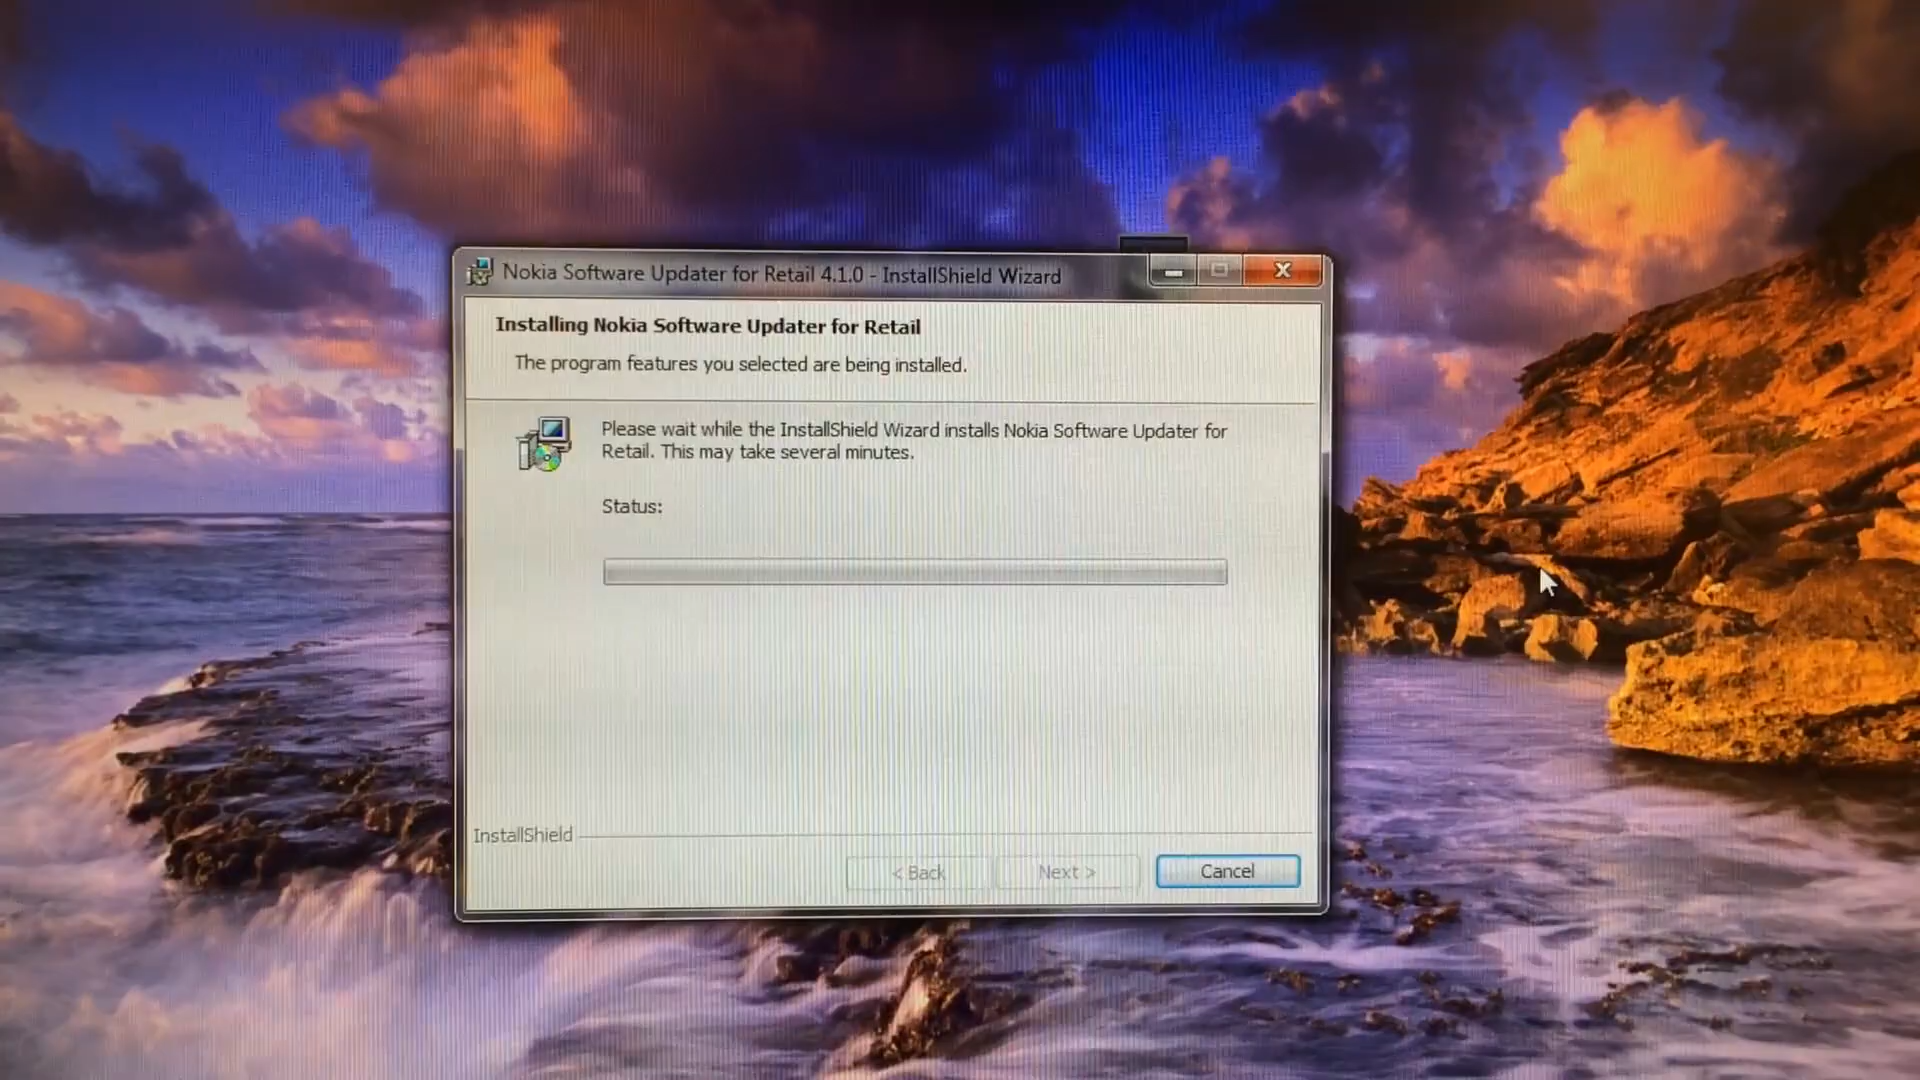 Nokia Software Updater for Retail 4.1.0 - InstallShield Wizard
Installing Nokia Software Updater for Retail
The program features you selected are being installed.
Please wait while the InstallShield Wizard installs Nokia Software Updater for
Retail. This may take several minutes.
Status:
InstallShield
< Back
Next >
Cancel